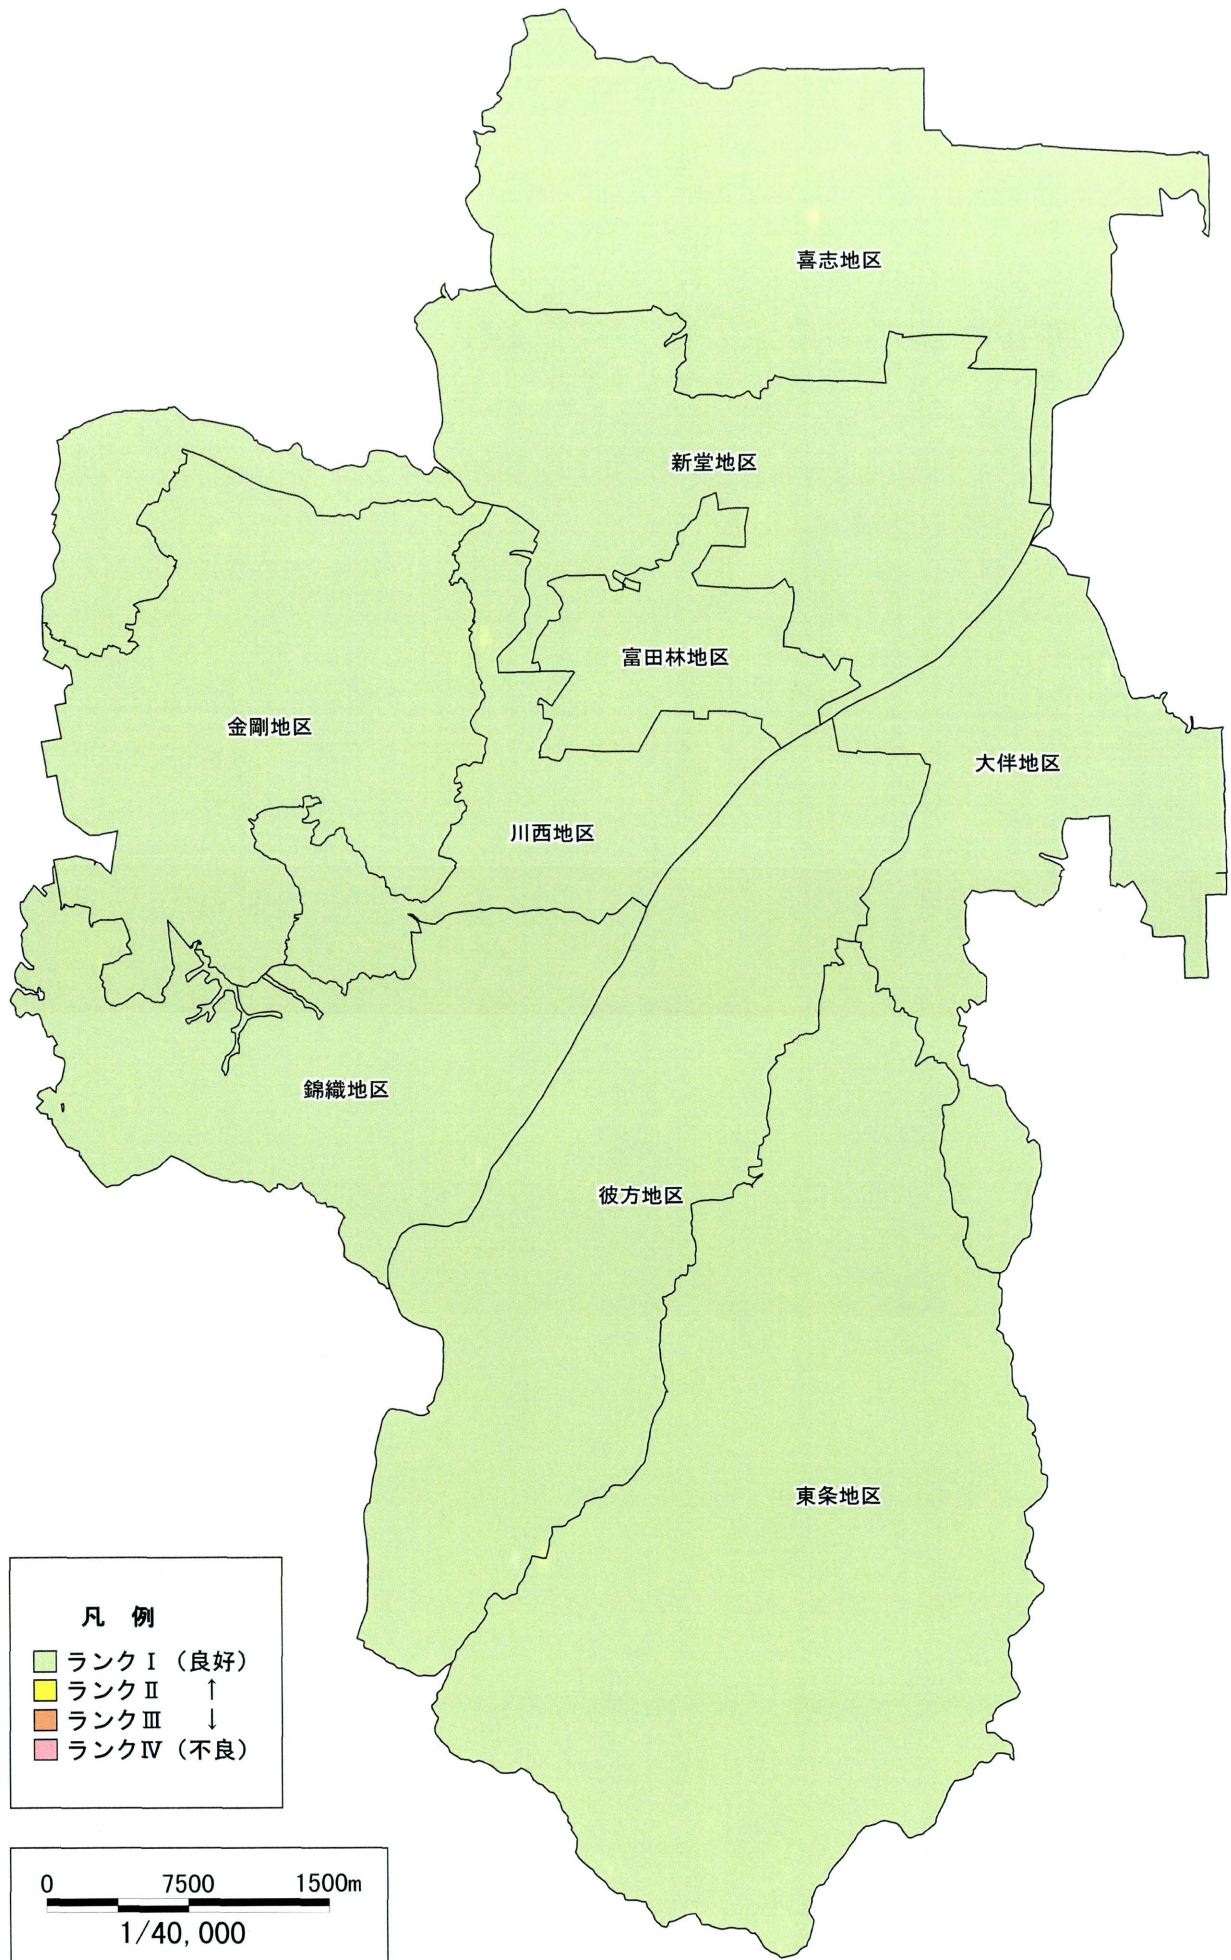 喜志地区
新堂地区
富田林地区
金剛地区
大伴地区
川西地区
錦織地区
彼方地区
東条地区
凡 例
ランクⅠ(良好)
ランクⅡ ↑
ランクⅢ ↓
ランクⅣ(不良)
0 7500 1500m
1/40,000